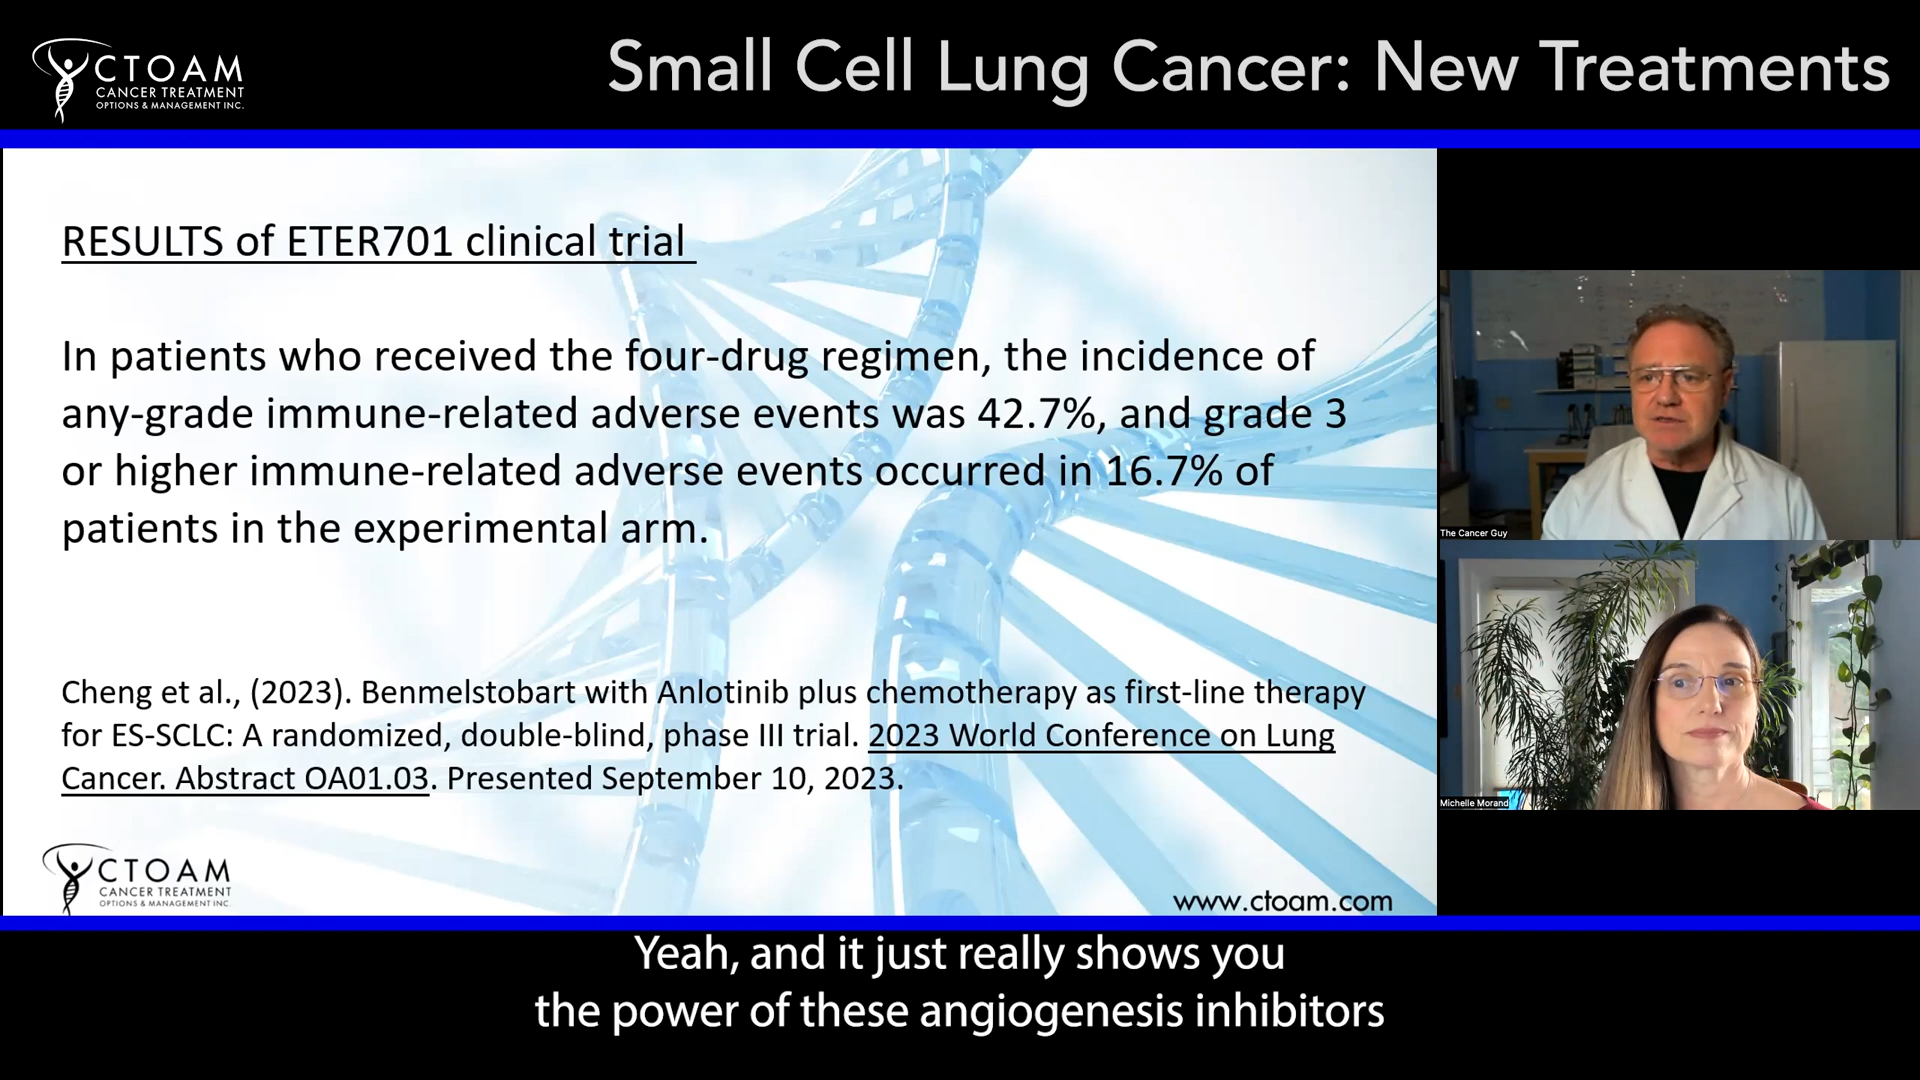 CTOAM
CANCER TREATMENT
OPTIONS & MANAGEMENT INC.
Small Cell Lung Cancer: New Treatments
RESULTS of ETER701 clinical trial
In patients who received the four-drug regimen, the incidence of
any-grade immune-related adverse events was 42.7%, and grade 3
or higher immune-related adverse events occurred in 16.7% of
patients in the experimental arm.
Cheng et al., (2023). Benmelstobart with Anlotinib plus chemotherapy as first-line therapy
for ES-SCLC: A randomized, double-blind, phase III trial. 2023 World Conference on Lung
Cancer. Abstract OA01.03. Presented September 10, 2023.
CTOAM
CANCER TREATMENT
OPTIONS & MANAGEMENT INC.
www.ctoam.com
The Cancer Guy
Michelle Morand
Yeah, and it just really shows you
the power of these angiogenesis inhibitors